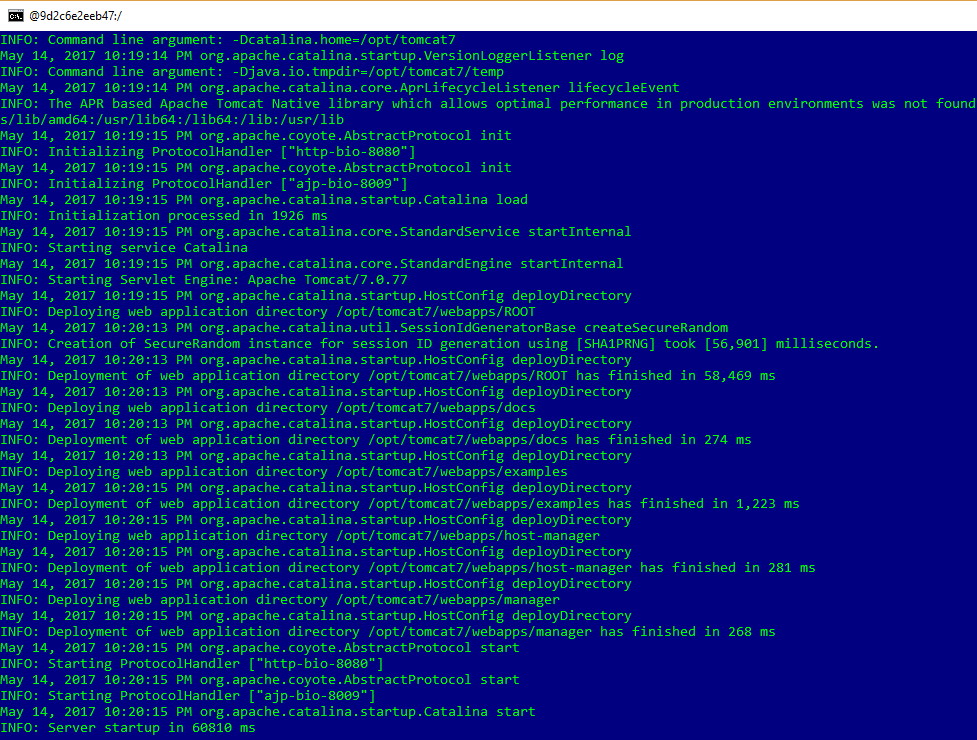 @9d2c6e2eeb47:/
INFO: Command line argument: -Dcatalina.home=/opt/tomcat7
May 14, 2017 10:19:14 PM org.apache.catalina.startup.VersionLoggerListener log
INFO: Command line argument: -Djava.io.tmpdir=/opt/tomcat7/temp
May 14, 2017 10:19:14 PM org.apache.catalina.core.AprLifecycleListener lifecycleEvent
INFO: The APR based Apache Tomcat Native library which allows optimal performance in production environments was not found
s/lib/amd64:/usr/lib64:/lib64:/lib:/usr/lib
May 14, 2017 10:19:15 PM org.apache.coyote.AbstractProtocol init
INFO: Initializing ProtocolHandler ["http-bio-8080"]
May 14, 2017 10:19:15 PM org.apache.coyote.AbstractProtocol init
INFO: Initializing ProtocolHandler ["ajp-bio-8009"]
May 14, 2017 10:19:15 PM org.apache.catalina.startup.Catalina load
INFO: Initialization processed in 1926 ms
May 14, 2017 10:19:15 PM org.apache.catalina.core.StandardService startInternal
INFO: Starting service Catalina
May 14, 2017 10:19:15 PM org.apache.catalina.core.StandardEngine startInternal
INFO: Starting Servlet Engine: Apache Tomcat/7.0.77
May 14, 2017 10:19:15 PM org.apache.catalina.startup.HostConfig deployDirectory
INFO: Deploying web application directory /opt/tomcat7/webapps/ROOT
May 14, 2017 10:20:13 PM org.apache.catalina.util.SessionIdGeneratorBase createSecureRandom
INFO: Creation of SecureRandom instance for session ID generation using [SHA1PRNG] took [56,901] milliseconds.
May 14, 2017 10:20:13 PM org.apache.catalina.startup.HostConfig deployDirectory
INFO: Deployment of web application directory /opt/tomcat7/webapps/ROOT has finished in 58,469 ms
May 14, 2017 10:20:13 PM org.apache.catalina.startup.HostConfig deployDirectory
INFO: Deploying web application directory /opt/tomcat7/webapps/docs
May 14, 2017 10:20:13 PM org.apache.catalina.startup.HostConfig deployDirectory
INFO: Deployment of web application directory /opt/tomcat7/webapps/docs has finished in 274 ms
May 14, 2017 10:20:13 PM org.apache.catalina.startup.HostConfig deployDirectory
INFO: Deploying web application directory /opt/tomcat7/webapps/examples
May 14, 2017 10:20:15 PM org.apache.catalina.startup.HostConfig deployDirectory
INFO: Deployment of web application directory /opt/tomcat7/webapps/examples has finished in 1,223 ms
May 14, 2017 10:20:15 PM org.apache.catalina.startup.HostConfig deployDirectory
INFO: Deploying web application directory /opt/tomcat7/webapps/host-manager
May 14, 2017 10:20:15 PM org.apache.catalina.startup.HostConfig deployDirectory
INFO: Deployment of web application directory /opt/tomcat7/webapps/host-manager has finished in 281 ms
May 14, 2017 10:20:15 PM org.apache.catalina.startup.HostConfig deployDirectory
INFO: Deploying web application directory /opt/tomcat7/webapps/manager
May 14, 2017 10:20:15 PM org.apache.catalina.startup.HostConfig deployDirectory
INFO: Deployment of web application directory /opt/tomcat7/webapps/manager has finished in 268 ms
May 14, 2017 10:20:15 PM org.apache.coyote.AbstractProtocol start
INFO: Starting ProtocolHandler ["http-bio-8080"]
May 14, 2017 10:20:15 PM org.apache.coyote.AbstractProtocol start
INFO: Starting ProtocolHandler ["ajp-bio-8009"]
May 14, 2017 10:20:15 PM org.apache.catalina.startup.Catalina start
INFO: Server startup in 60810 ms